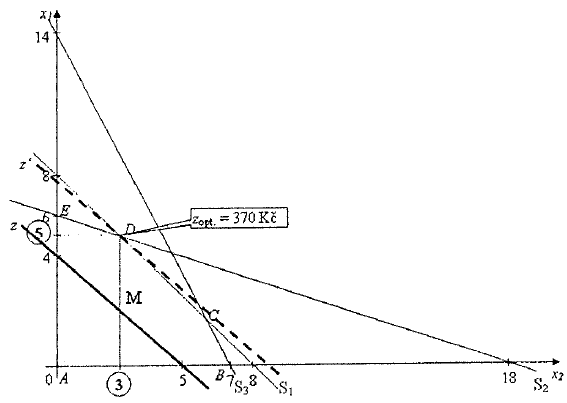 x₁
14
z'
8
6 E
z
5
D
z_opt. = 370 Kč
4
M
C
0 A
3
5
B 7 8
S₃ S₁
18
x₂
S₂